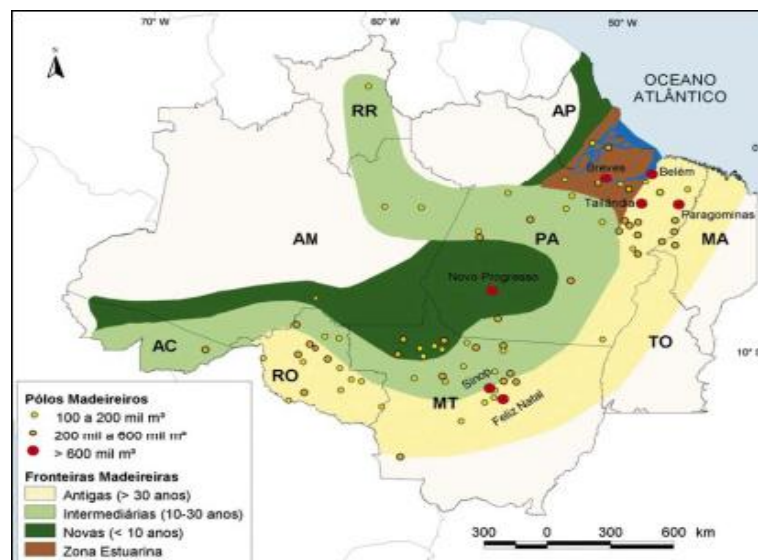 70° W
60° W
50° W
N
OCEANO
ATLÂNTICO
RR
AP
0°
Breves
Belém
Tailândia
Paragominas
AM
PA
MA
Novo Progresso
AC
TO
10° S
RO
Sinop
MT
Feliz Natal
Pólos Madeireiros
100 a 200 mil m³
200 mil a 600 mil m³
> 600 mil m³
Fronteiras Madeireiras
Antigas (> 30 anos)
Intermediárias (10-30 anos)
Novas (< 10 anos)
Zona Estuarina
300 0 300 600 km